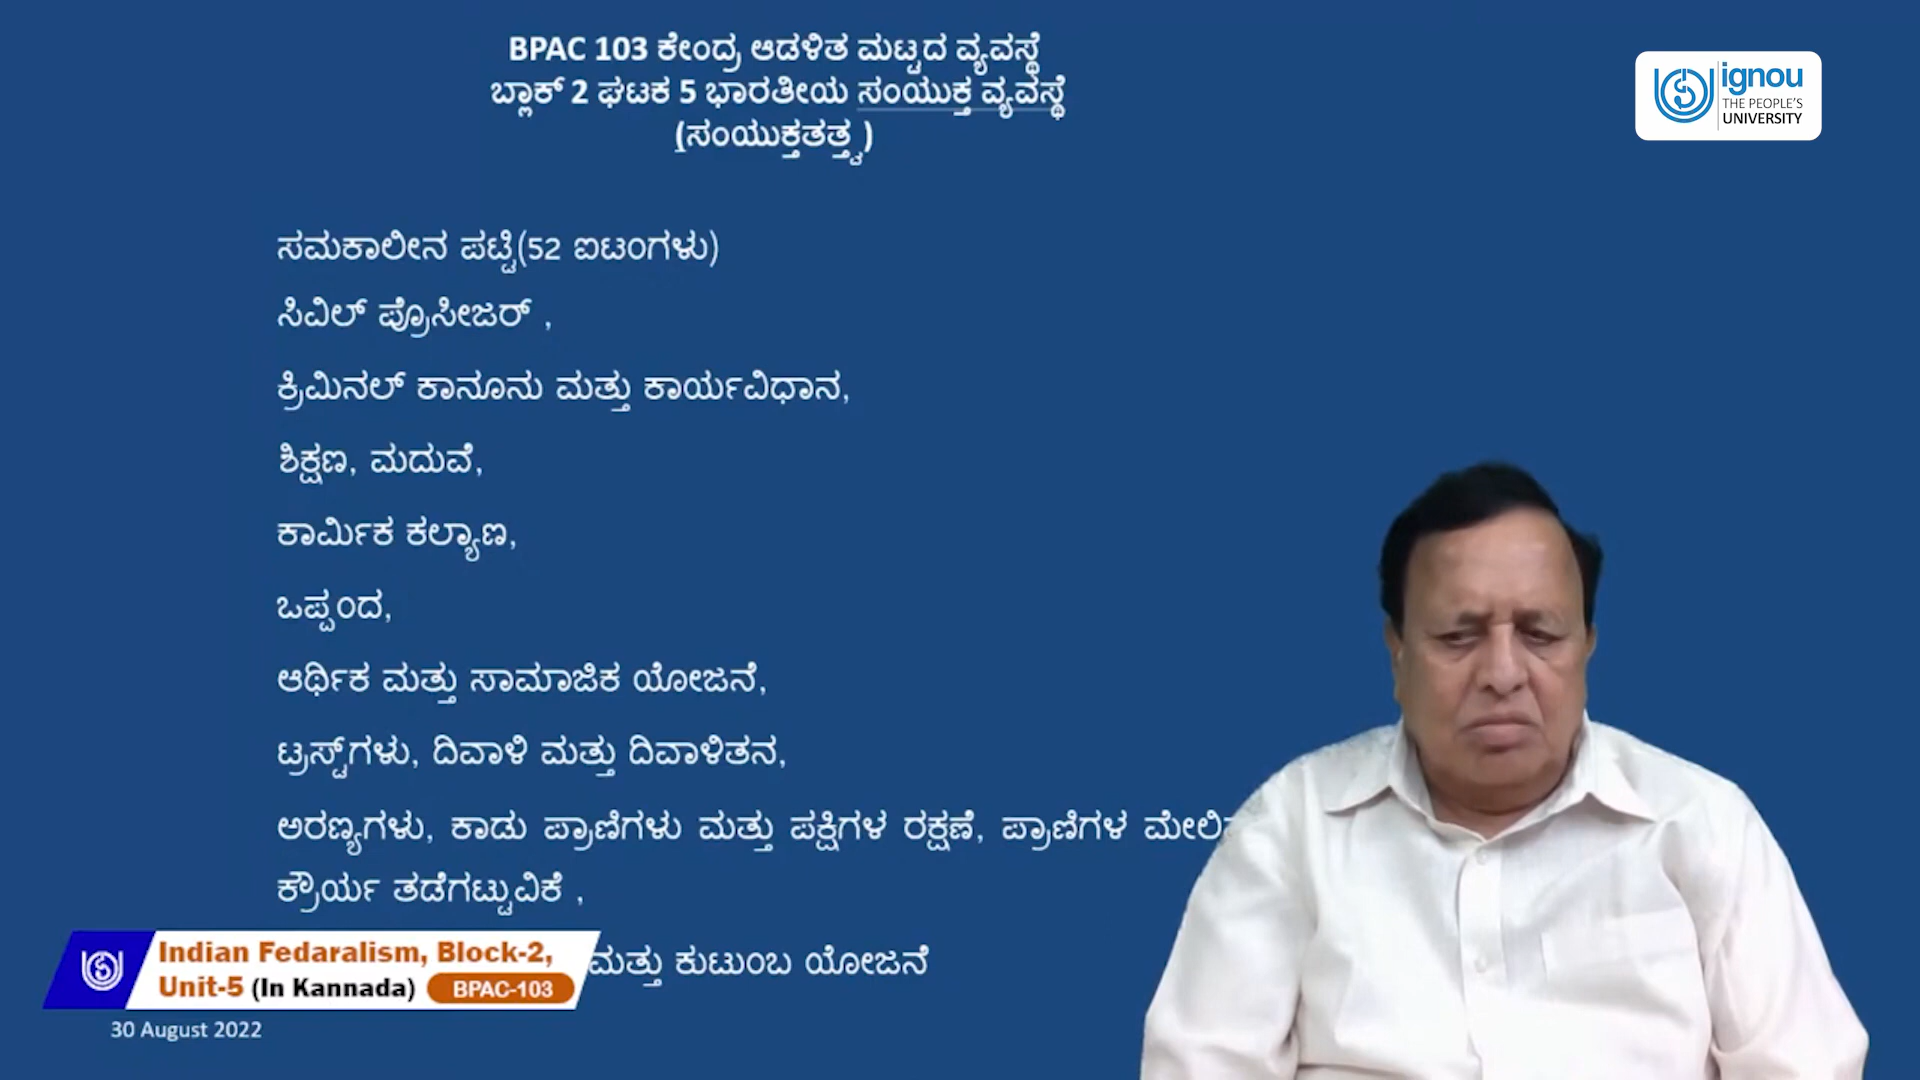 BPAC 103 ಕೇಂದ್ರ ಆಡಳಿತ ಮಟ್ಟದ ವ್ಯವಸ್ಥೆ
ಬ್ಲಾಕ್ 2 ಘಟಕ 5 ಭಾರತೀಯ ಸಂಯುಕ್ತ ವ್ಯವಸ್ಥೆ
(ಸಂಯುಕ್ತತತ್ತ್ವ)
ignou
THE PEOPLE'S
UNIVERSITY
ಸಮಕಾಲೀನ ಪಟ್ಟಿ(52 ಐಟಂಗಳು)
ಸಿವಿಲ್ ಪ್ರೊಸೀಜರ್ ,
ಕ್ರಿಮಿನಲ್ ಕಾನೂನು ಮತ್ತು ಕಾರ್ಯವಿಧಾನ,
ಶಿಕ್ಷಣ, ಮದುವೆ,
ಕಾರ್ಮಿಕ ಕಲ್ಯಾಣ,
ಒಪ್ಪಂದ,
ಆರ್ಥಿಕ ಮತ್ತು ಸಾಮಾಜಿಕ ಯೋಜನೆ,
ಟ್ರಸ್ಟ್‌ಗಳು, ದಿವಾಳಿ ಮತ್ತು ದಿವಾಳಿತನ,
ಅರಣ್ಯಗಳು, ಕಾಡು ಪ್ರಾಣಿಗಳು ಮತ್ತು ಪಕ್ಷಿಗಳ ರಕ್ಷಣೆ, ಪ್ರಾಣಿಗಳ
ಕ್ರೌರ್ಯ ತಡೆಗಟ್ಟುವಿಕೆ ,
ಮತ್ತು ಕುಟುಂಬ ಯೋಜನೆ
Indian Fedaralism, Block-2,
Unit-5 (In Kannada) BPAC-103
30 August 2022